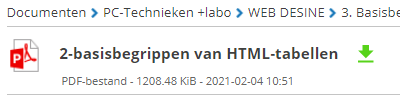 Documenten > PC-Technieken +labo > WEB DESINE > 3. Basisbe
2-basisbegrippen van HTML-tabellen
PDF-bestand - 1208.48 KiB - 2021-02-04 10:51